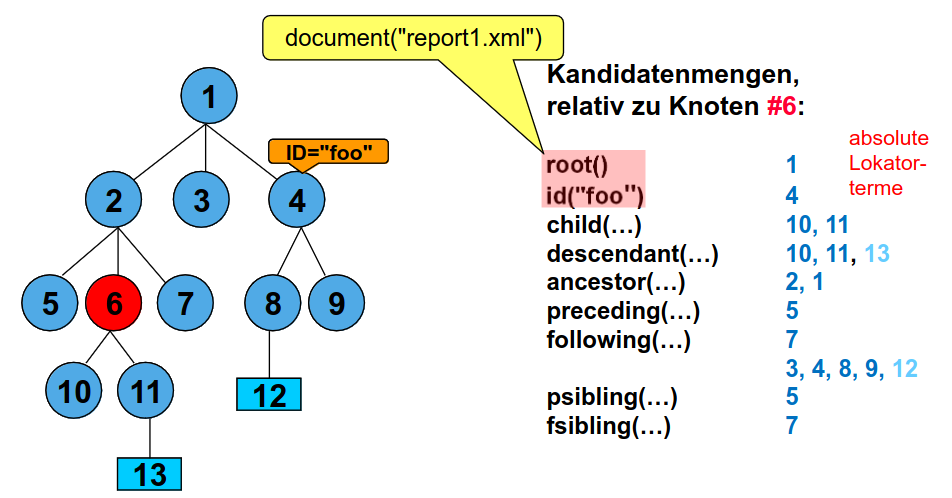 document("report1.xml")
1
ID="foo"
2
3
4
5
6
7
8
9
10
11
12
13
Kandidatenmengen,
relativ zu Knoten #6:
absolute
Lokator-
terme
root() 1
id("foo") 4
child(…) 10, 11
descendant(…) 10, 11, 13
ancestor(…) 2, 1
preceding(…) 5
following(…) 7
3, 4, 8, 9, 12
psibling(…) 5
fsibling(…) 7